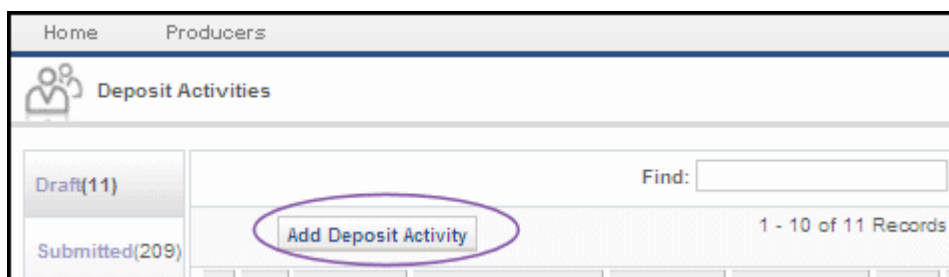 Home Producers
Deposit Activities
Draft(11)
Find:
Add Deposit Activity
1 - 10 of 11 Records
Submitted(209)